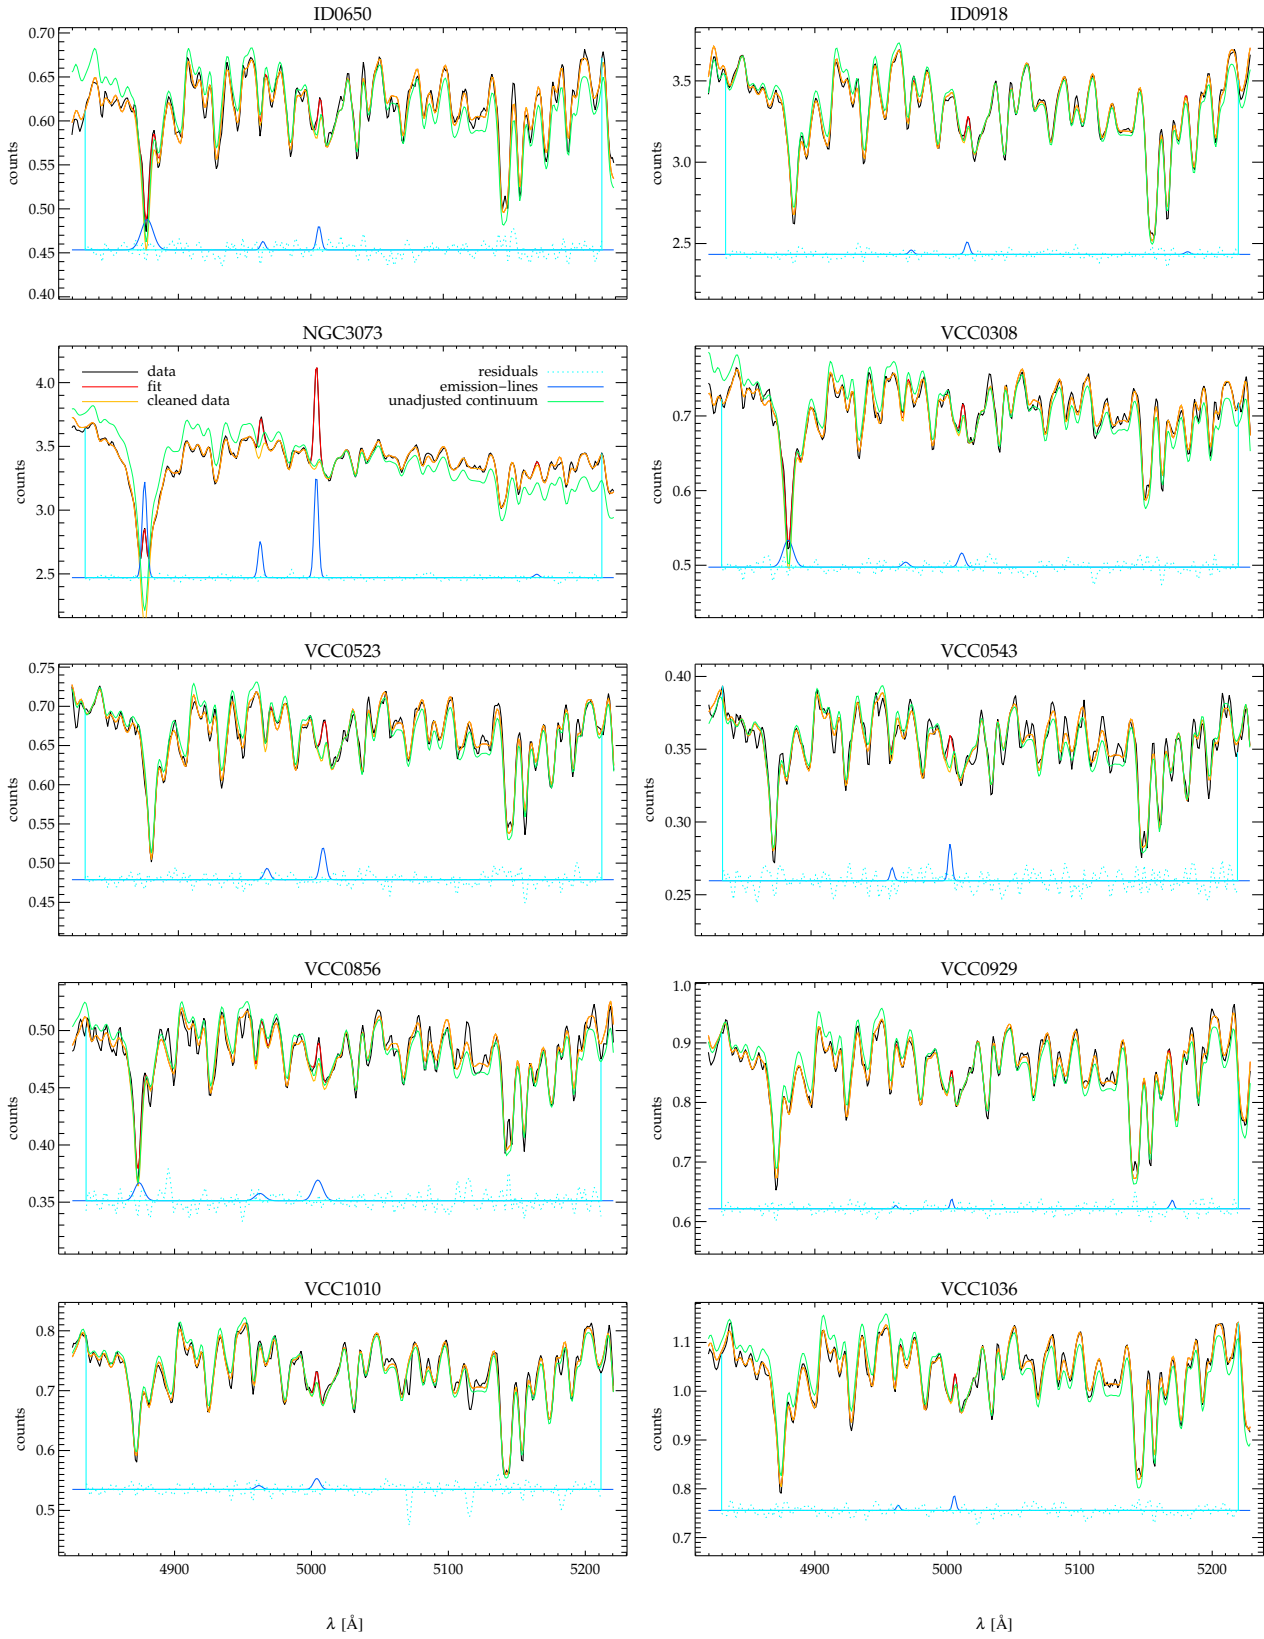 ID0650
ID0918
0.70
0.65
0.60
0.55
0.50
0.45
0.40
counts
3.5
3.0
2.5
counts
NGC3073
VCC0308
data
fit
cleaned data
residuals
emission-lines
unadjusted continuum
4.0
3.5
3.0
2.5
counts
0.7
0.6
0.5
counts
VCC0523
VCC0543
0.75
0.70
0.65
0.60
0.55
0.50
0.45
counts
0.40
0.35
0.30
0.25
counts
VCC0856
VCC0929
0.50
0.45
0.40
0.35
counts
1.0
0.9
0.8
0.7
0.6
counts
VCC1010
VCC1036
0.8
0.7
0.6
0.5
counts
1.1
1.0
0.9
0.8
0.7
counts
4900 5000 5100 5200
4900 5000 5100 5200
λ [Å]
λ [Å]